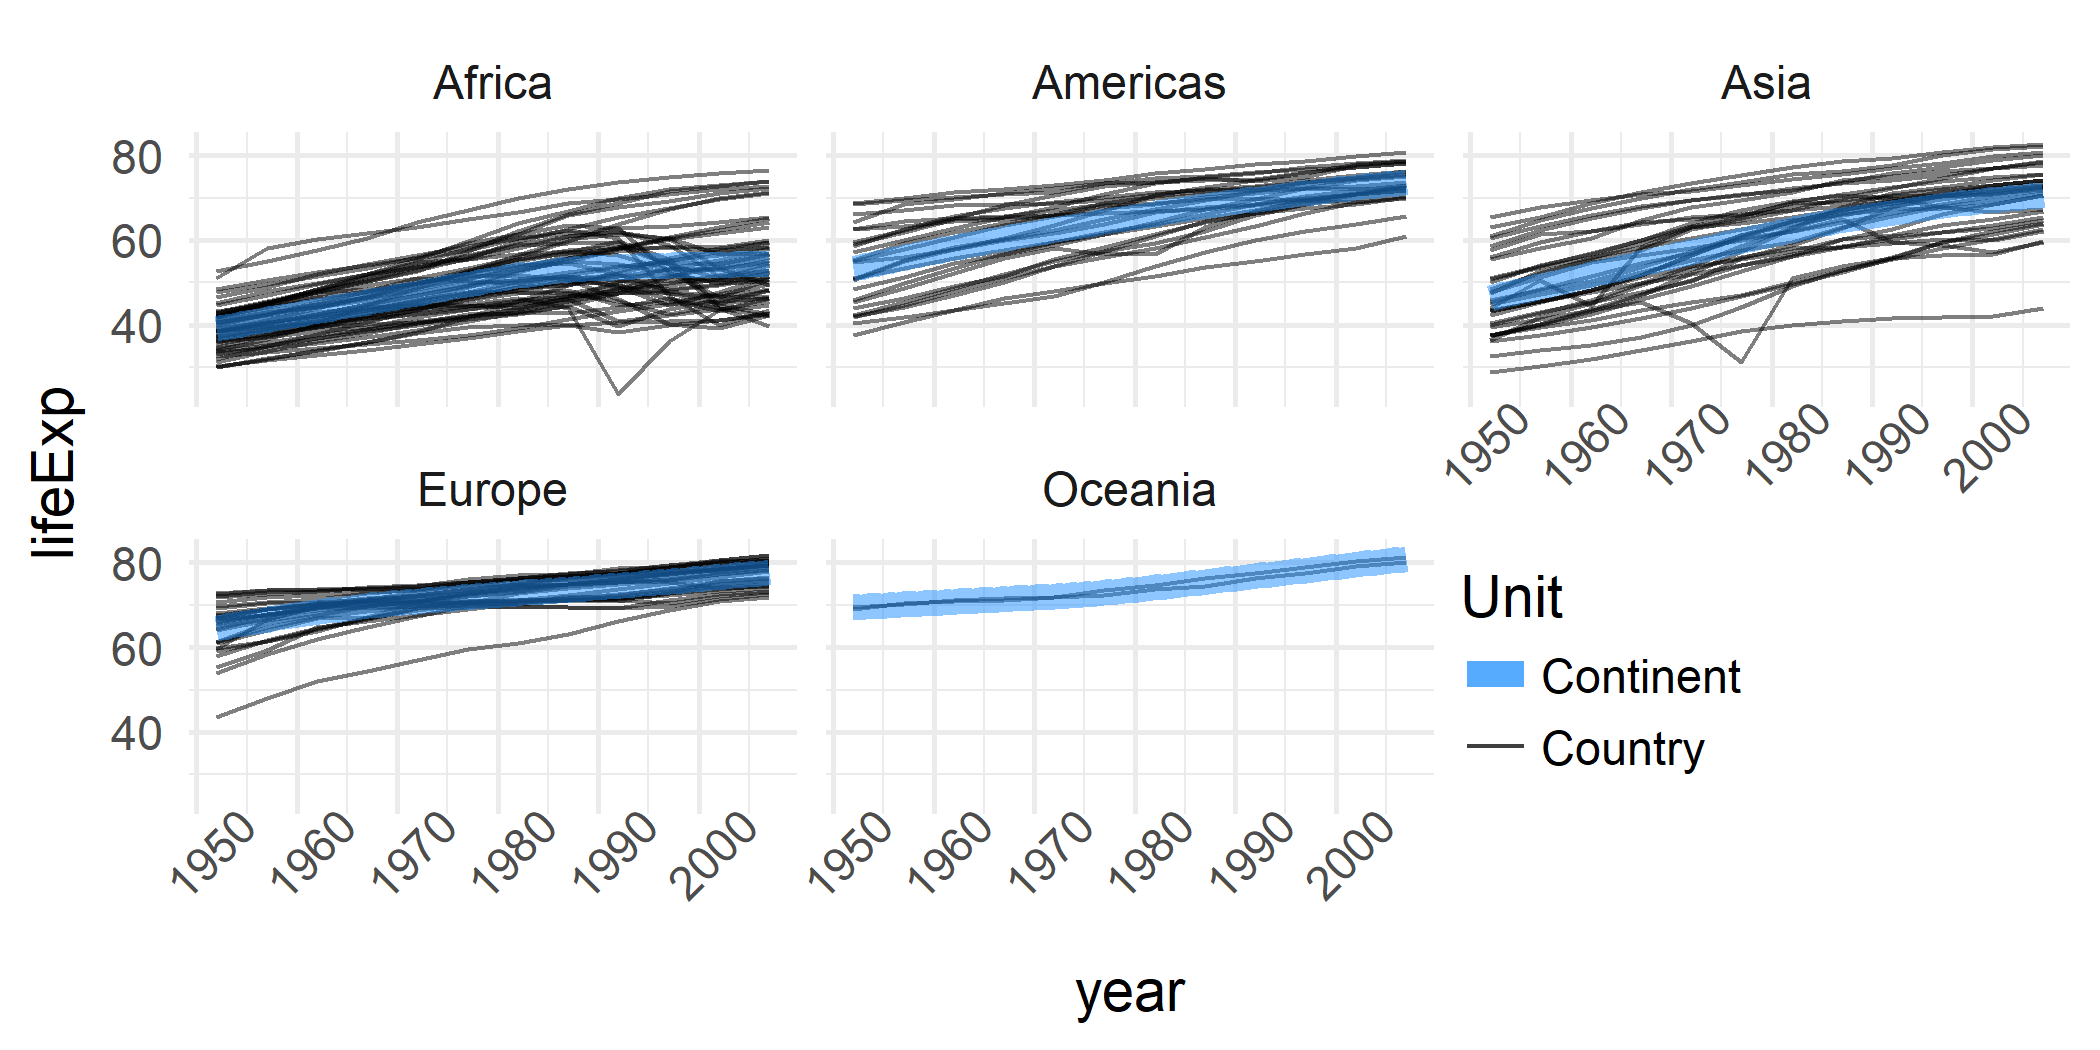 Africa
Americas
Asia
80
60
40
1950 1960 1970 1980 1990 2000
lifeExp
Europe
Oceania
80
60
40
Unit
Continent
Country
1950 1960 1970 1980 1990 2000
1950 1960 1970 1980 1990 2000
year